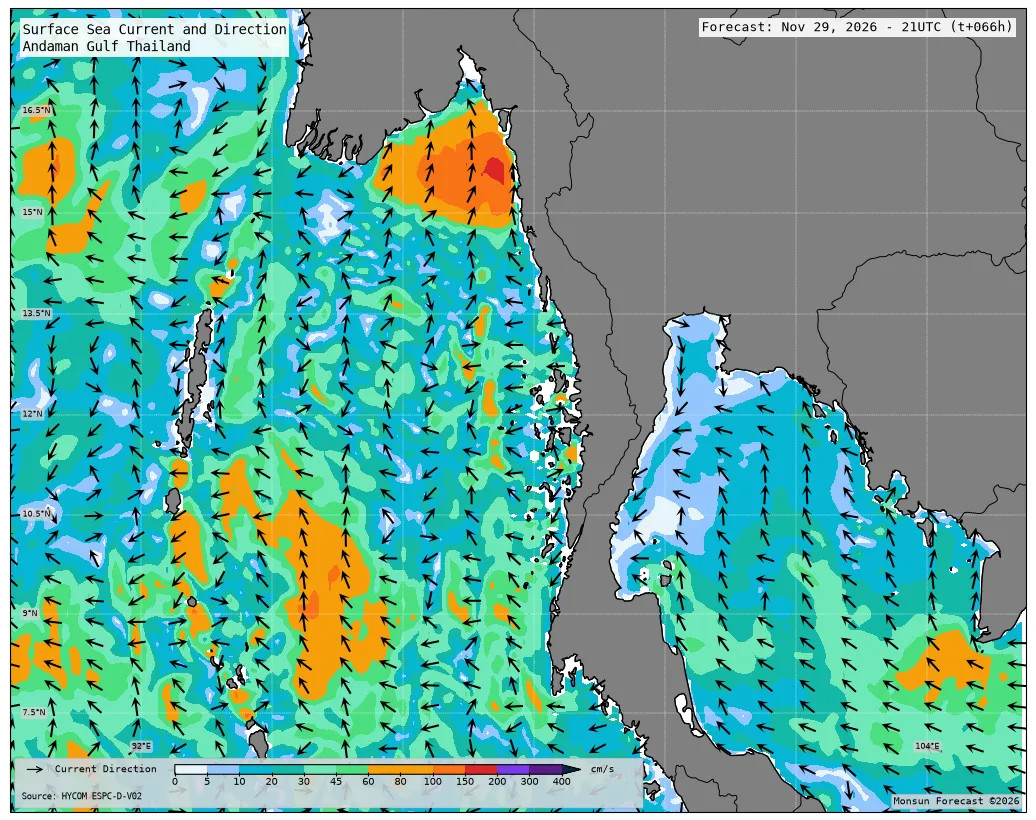 Surface Sea Current and Direction
Andaman Gulf Thailand
Forecast: Nov 29, 2026 - 21UTC (t+066h)
16.5°N
15°N
13.5°N
12°N
10.5°N
9°N
7.5°N
92°E
104°E
Current Direction
0 5 10 20 30 45 60 80 100 150 200 300 400 cm/s
Source: HYCOM ESPC-D-V02
Monsun Forecast ©2026